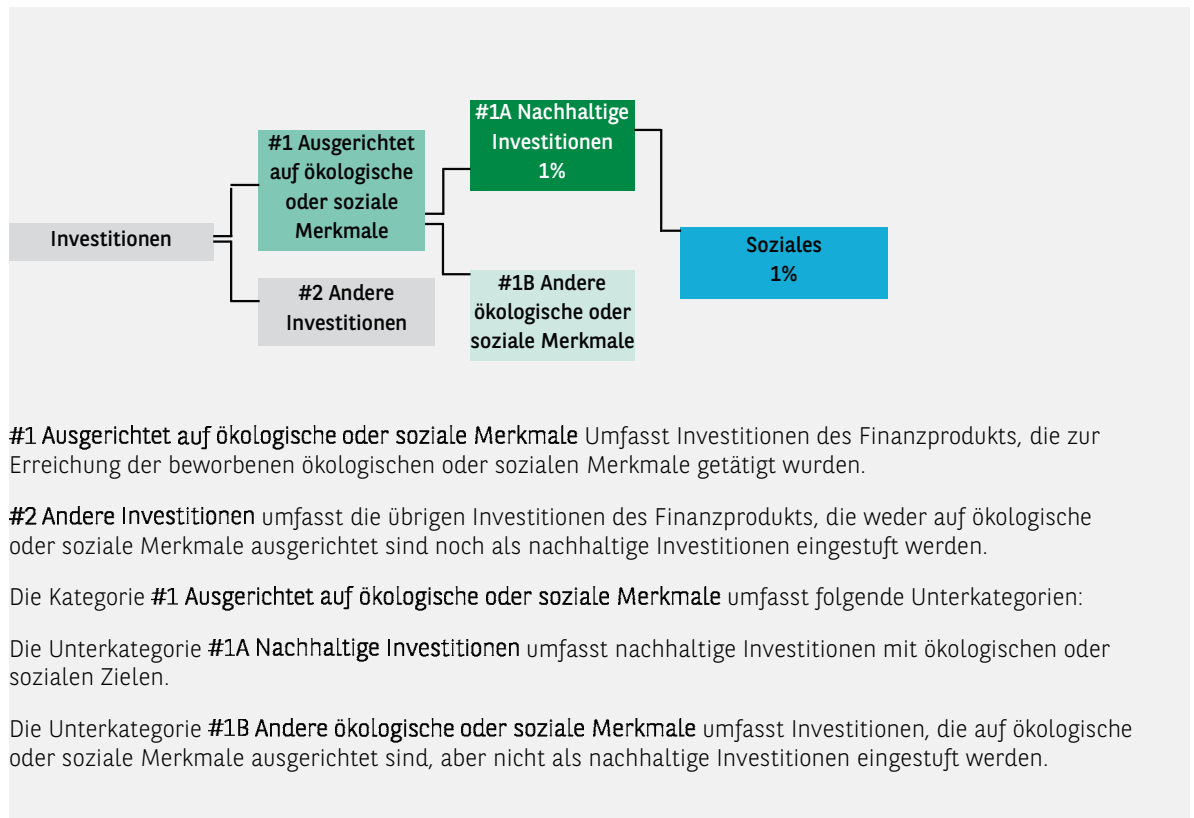 #1A Nachhaltige
Investitionen
1%
#1 Ausgerichtet
auf ökologische
oder soziale
Merkmale
Investitionen
Soziales
1%
#2 Andere
Investitionen
#1B Andere
ökologische oder
soziale Merkmale
#1 Ausgerichtet auf ökologische oder soziale Merkmale Umfasst Investitionen des Finanzprodukts, die zur
Erreichung der beworbenen ökologischen oder sozialen Merkmale getätigt wurden.
#2 Andere Investitionen umfasst die übrigen Investitionen des Finanzprodukts, die weder auf ökologische
oder soziale Merkmale ausgerichtet sind noch als nachhaltige Investitionen eingestuft werden.
Die Kategorie #1 Ausgerichtet auf ökologische oder soziale Merkmale umfasst folgende Unterkategorien:
Die Unterkategorie #1A Nachhaltige Investitionen umfasst nachhaltige Investitionen mit ökologischen oder
sozialen Zielen.
Die Unterkategorie #1B Andere ökologische oder soziale Merkmale umfasst Investitionen, die auf ökologische
oder soziale Merkmale ausgerichtet sind, aber nicht als nachhaltige Investitionen eingestuft werden.